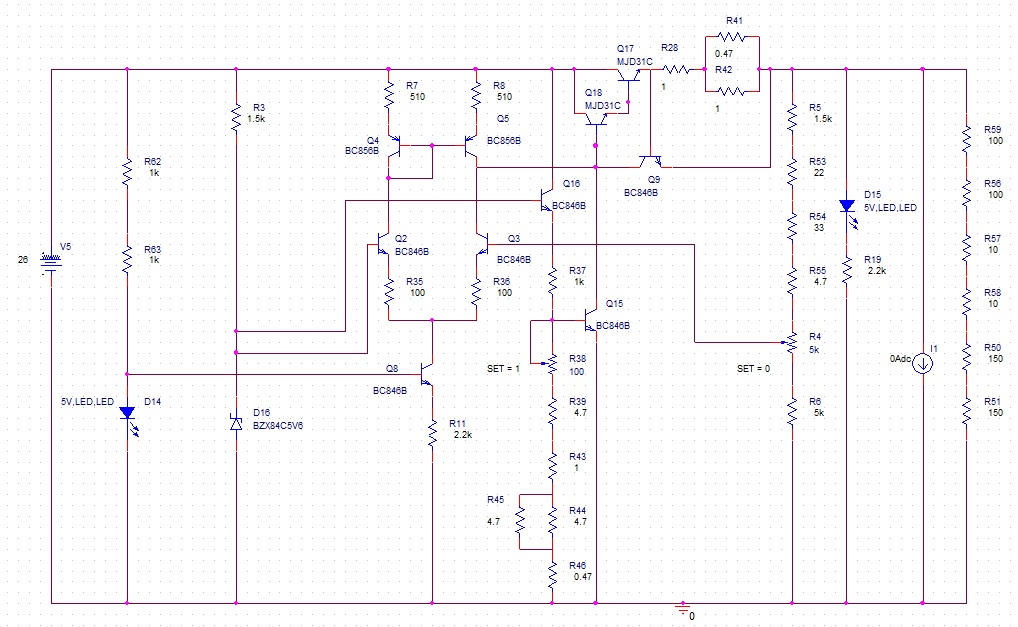 R41
0.47
R42
1
Q17
MJD31C
R28
1
Q18
MJD31C
R7
510
R8
510
R3
1.5k
Q5
BC856B
Q4
BC856B
R5
1.5k
R59
100
R62
1k
R53
22
Q9
BC846B
Q16
BC846B
D15
5V,LED,LED
R56
100
R54
33
V5
26
R63
1k
Q2
BC846B
Q3
BC846B
R57
10
R19
2.2k
R35
100
R36
100
R37
1k
R55
4.7
R58
10
Q15
BC846B
R4
5k
SET = 0
R38
100
SET = 1
I1
0Adc
R50
150
Q8
BC846B
5V,LED,LED
D14
D16
BZX84C5V6
R39
4.7
R6
5k
R51
150
R11
2.2k
R43
1
R45
4.7
R44
4.7
R46
0.47
0